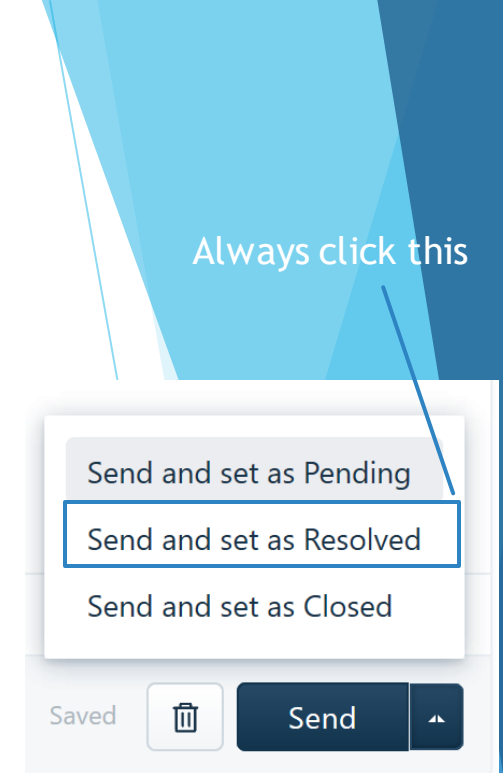 Always click this
Send and set as Pending
Send and set as Resolved
Send and set as Closed
Saved
Send